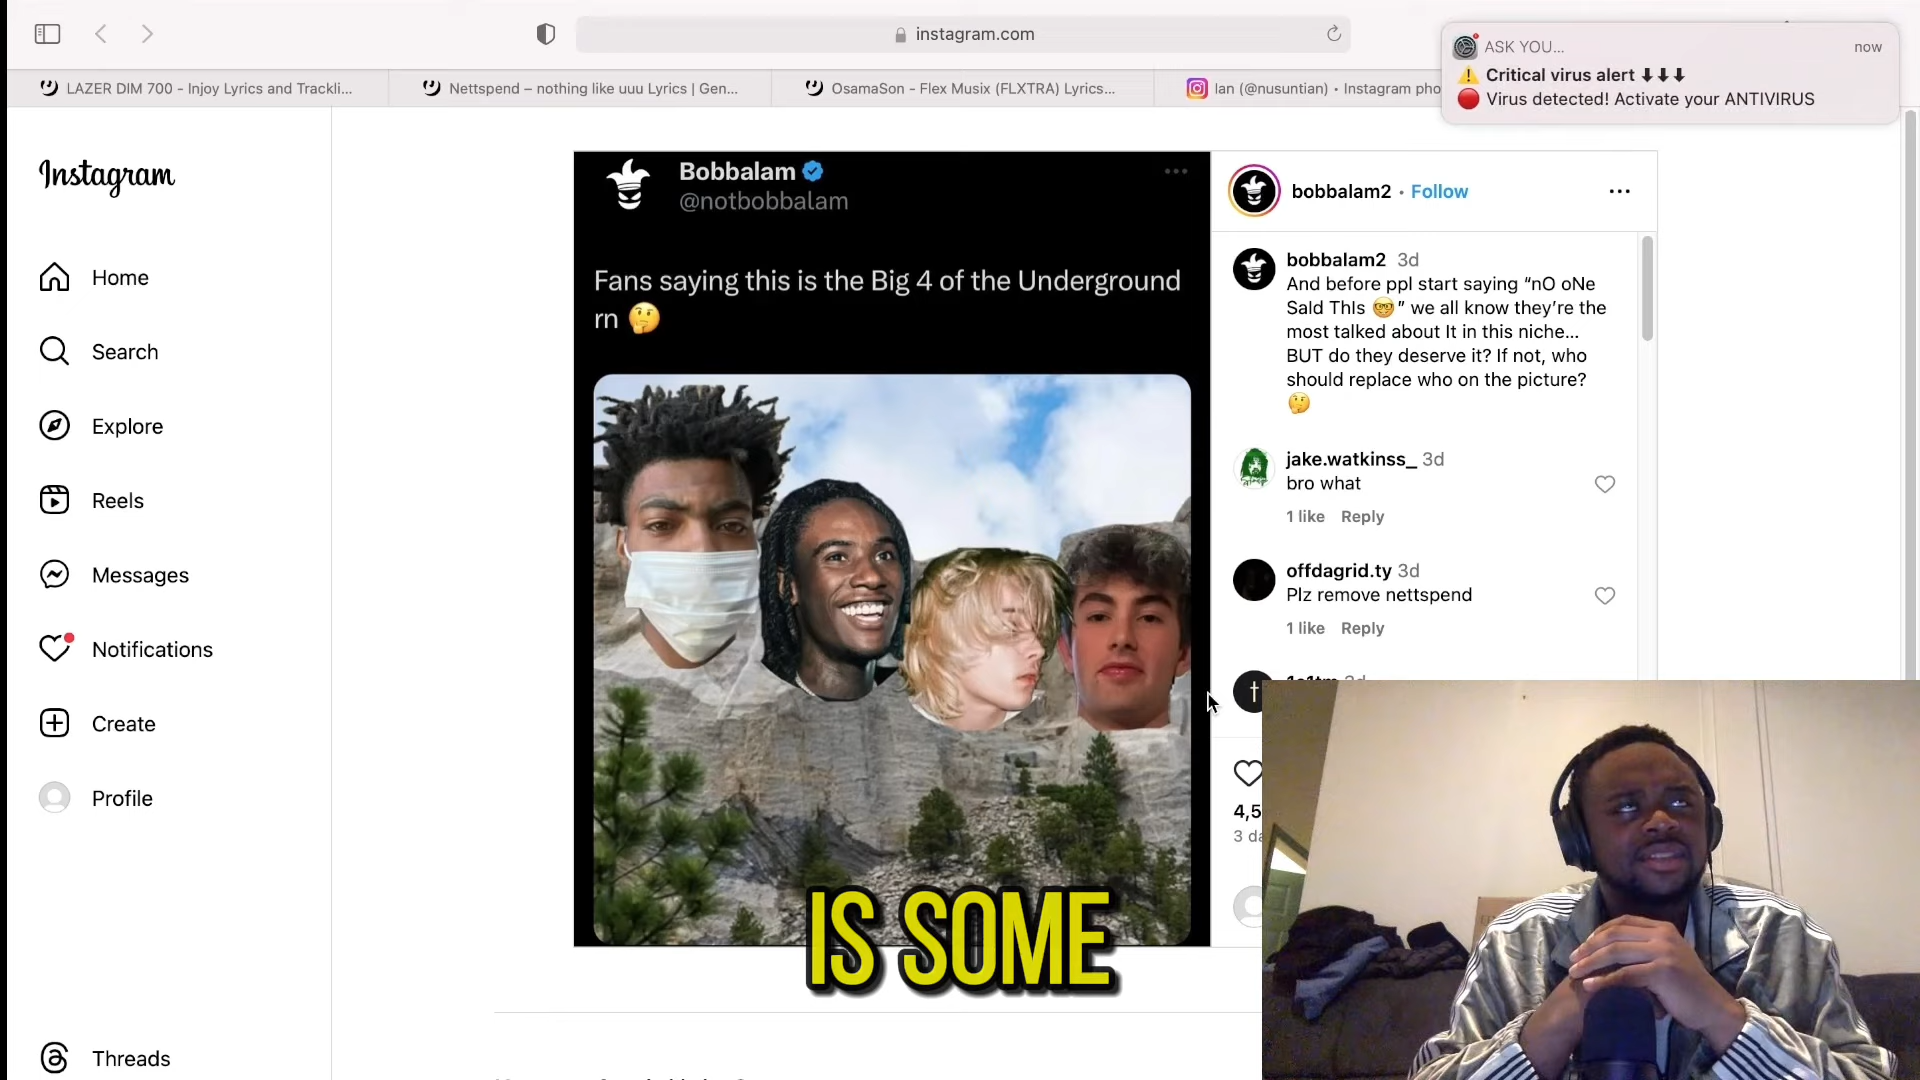 instagram.com
ASK YOU...
now
⚠️ Critical virus alert ⬇⬇⬇
🔴 Virus detected! Activate your ANTIVIRUS
LAZER DIM 700 - Injoy Lyrics and Trackli...
Nettspend – nothing like uuu Lyrics | Gen...
OsamaSon - Flex Musix (FLXTRA) Lyrics...
Ian (@nusuntian) • Instagram pho
Instagram
Home
Search
Explore
Reels
Messages
Notifications
Create
Profile
Threads
Bobbalam
@notbobbalam
Fans saying this is the Big 4 of the Underground
rn 🤔
IS SOME
bobbalam2 • Follow
bobbalam2 3d
And before ppl start saying “nO oNe
SaId ThIs 🤓” we all know they’re the
most talked about It in this niche...
BUT do they deserve it? If not, who
should replace who on the picture?
🤔
jake.watkinss_ 3d
bro what
1 like Reply
offdagrid.ty 3d
Plz remove nettspend
1 like Reply
4,5